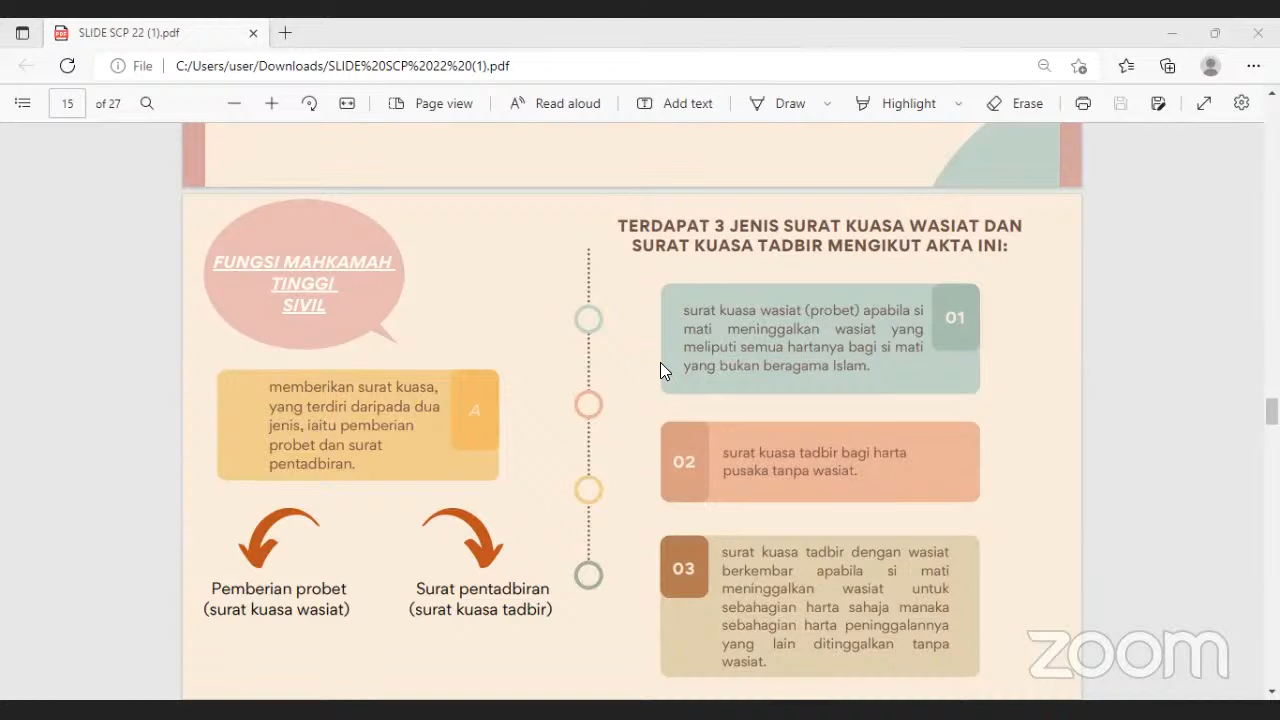 SLIDE SCP 22 (1).pdf
File
C:/Users/user/Downloads/SLIDE%20SCP%2022%20(1).pdf
15 of 27
Page view
Read aloud
Add text
Draw
Highlight
Erase
FUNGSI MAHKAMAH
TINGGI
SIVIL
memberikan surat kuasa,
yang terdiri daripada dua
jenis, iaitu pemberian
probet dan surat
pentadbiran.
A
Pemberian probet
(surat kuasa wasiat)
Surat pentadbiran
(surat kuasa tadbir)
TERDAPAT 3 JENIS SURAT KUASA WASIAT DAN
SURAT KUASA TADBIR MENGIKUT AKTA INI:
surat kuasa wasiat (probet) apabila si
mati meninggalkan wasiat yang
meliputi semua hartanya bagi si mati
yang bukan beragama Islam.
01
02
surat kuasa tadbir bagi harta
pusaka tanpa wasiat.
03
surat kuasa tadbir dengan wasiat
berkembar apabila si mati
meninggalkan wasiat untuk
sebahagian harta sahaja manaka
sebahagian harta peninggalannya
yang lain ditinggalkan tanpa
wasiat.
zoom